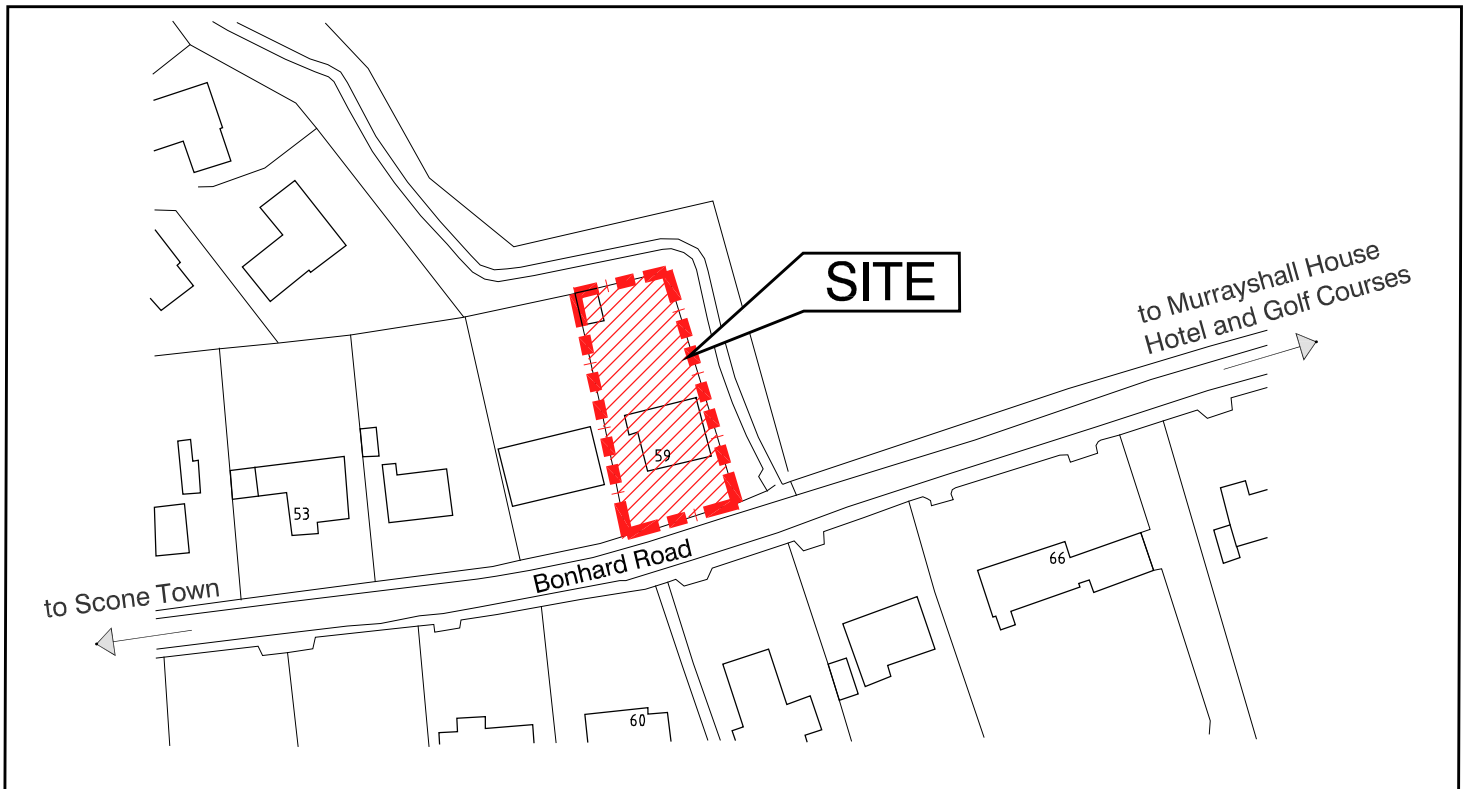 SITE
to Murrayshall House
Hotel and Golf Courses
59
53
66
Bonhard Road
to Scone Town
60